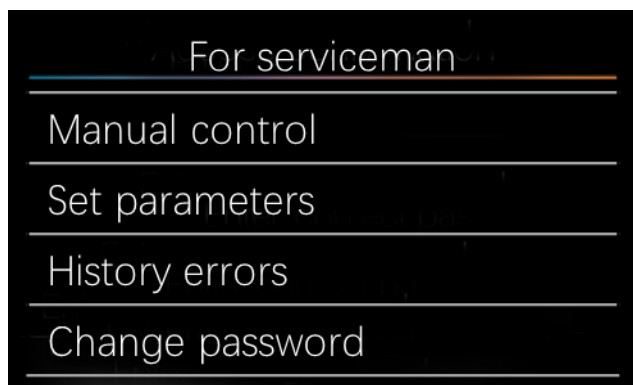 For serviceman
Manual control
Set parameters
History errors
Change password